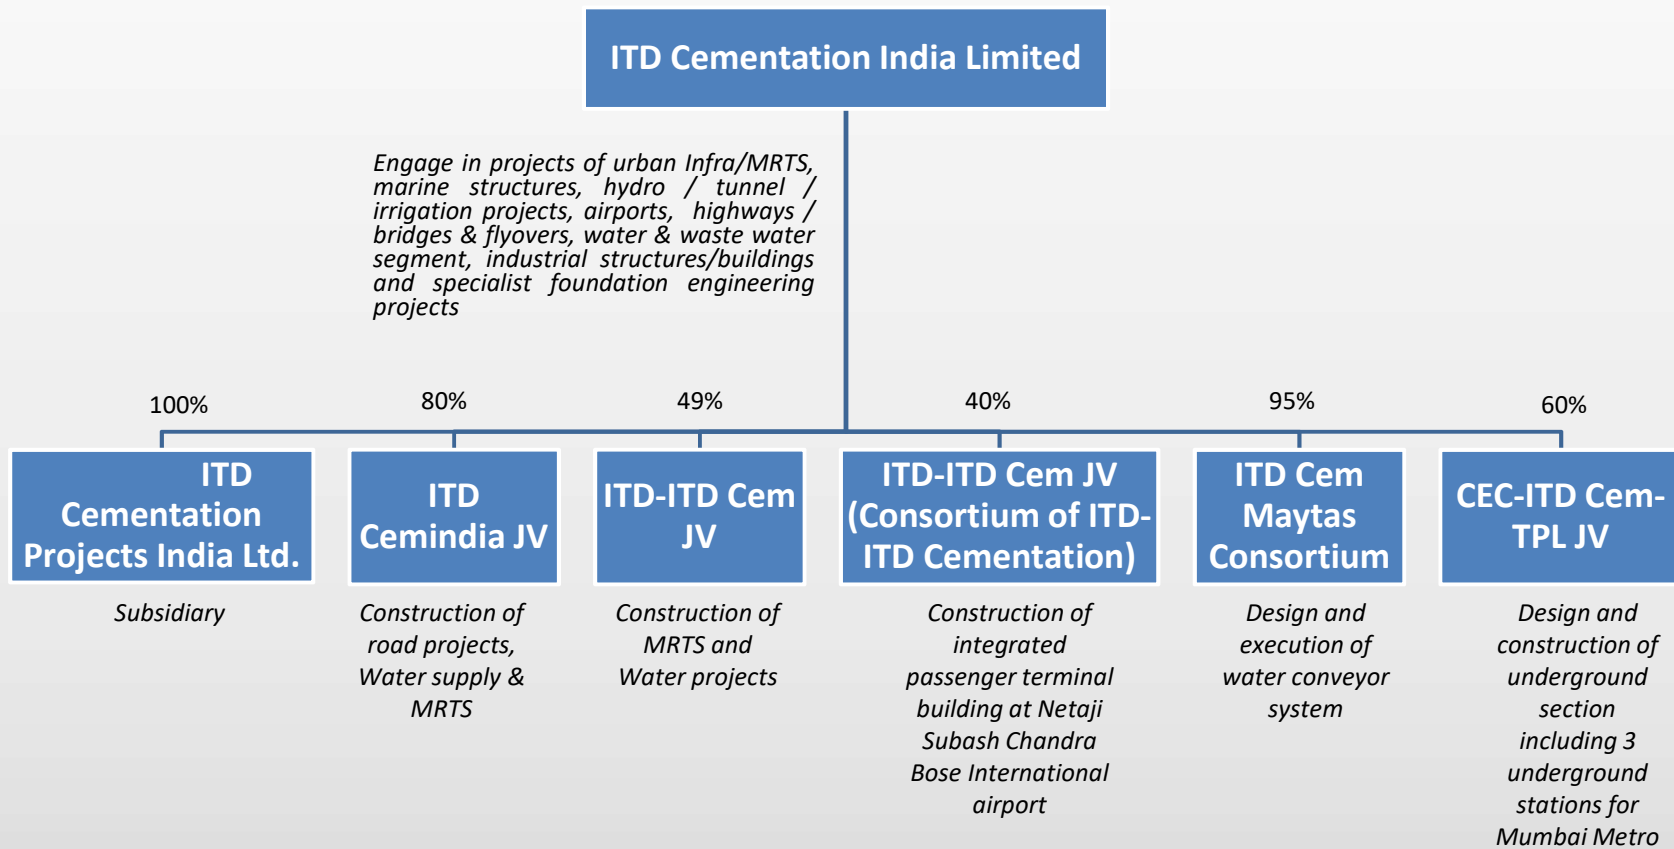 ITD Cementation India Limited
Engage in projects of urban Infra/MRTS,
marine structures, hydro / tunnel /
irrigation projects, airports, highways /
bridges & flyovers, water & waste water
segment, industrial structures/buildings
and specialist foundation engineering
projects
100%
80%
49%
40%
95%
60%
ITD
Cementation
Projects India Ltd.
Subsidiary
ITD
Cemindia JV
Construction of
road projects,
Water supply &
MRTS
ITD-ITD Cem
JV
Construction of
MRTS and
Water projects
ITD-ITD Cem JV
(Consortium of ITD-
ITD Cementation)
Construction of
integrated
passenger terminal
building at Netaji
Subash Chandra
Bose International
airport
ITD Cem
Maytas
Consortium
Design and
execution of
water conveyor
system
CEC-ITD Cem-
TPL JV
Design and
construction of
underground
section
including 3
underground
stations for
Mumbai Metro